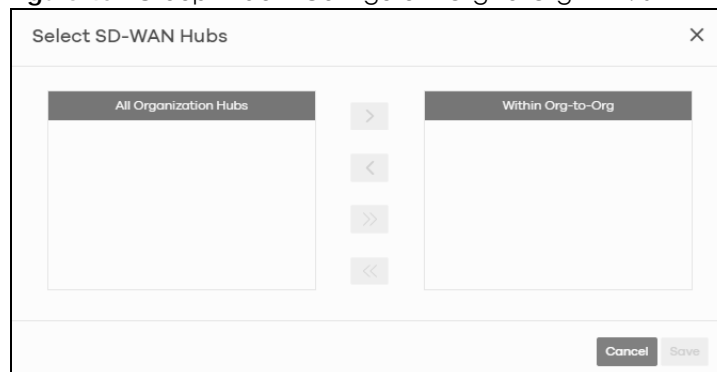 Select SD-WAN Hubs
All Organization Hubs
Within Org-to-Org
Cancel Save